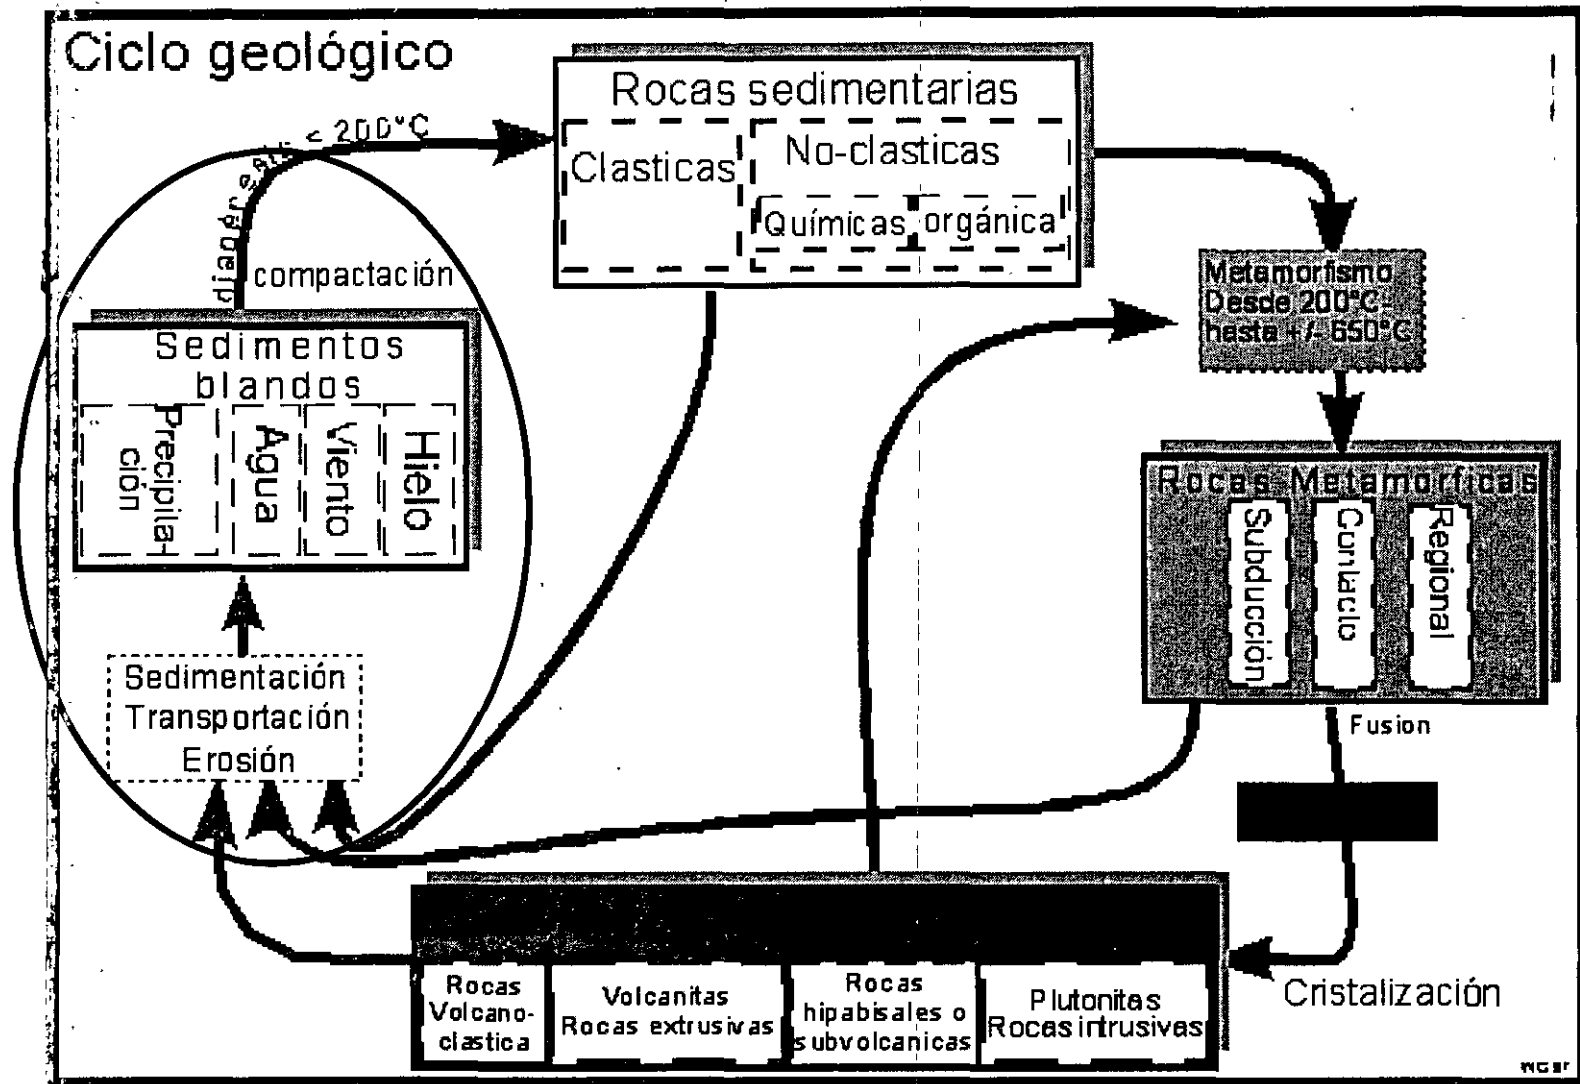 Ciclo geológico
Rocas sedimentarias
Clasticas
No-clasticas
Químicas
orgánica
< 200°C
compactación
Metamorfismo
Desde 200°C-
hasta +/- 650°C
Sedimentos
blandos
Precipita-
ción
Agua
Viento
Hielo
Rocas Metamorficas
Subducción
Contacto
Regional
Sedimentación
Transportación
Erosión
Fusion
Cristalización
Rocas
Volcano-
clastica
Volcanitas
Rocas extrusivas
Rocas
hipabisales o
subvolcanicas
Plutonitas
Rocas intrusivas